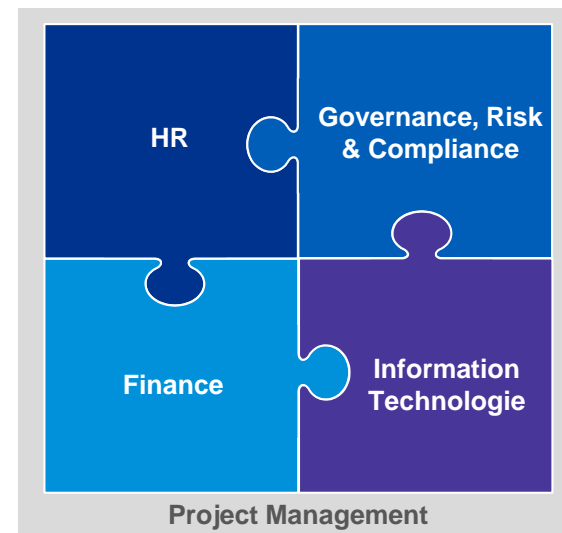 HR
Governance, Risk
& Compliance
Finance
Information
Technologie
Project Management